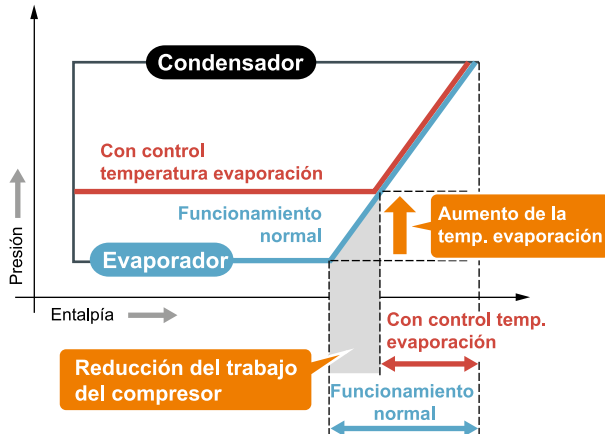 Condensador
Con control
temperatura evaporación
Funcionamiento
normal
Aumento de la
temp. evaporación
Evaporador
Presión
Entalpía
Con control temp.
evaporación
Reducción del trabajo
del compresor
Funcionamiento
normal